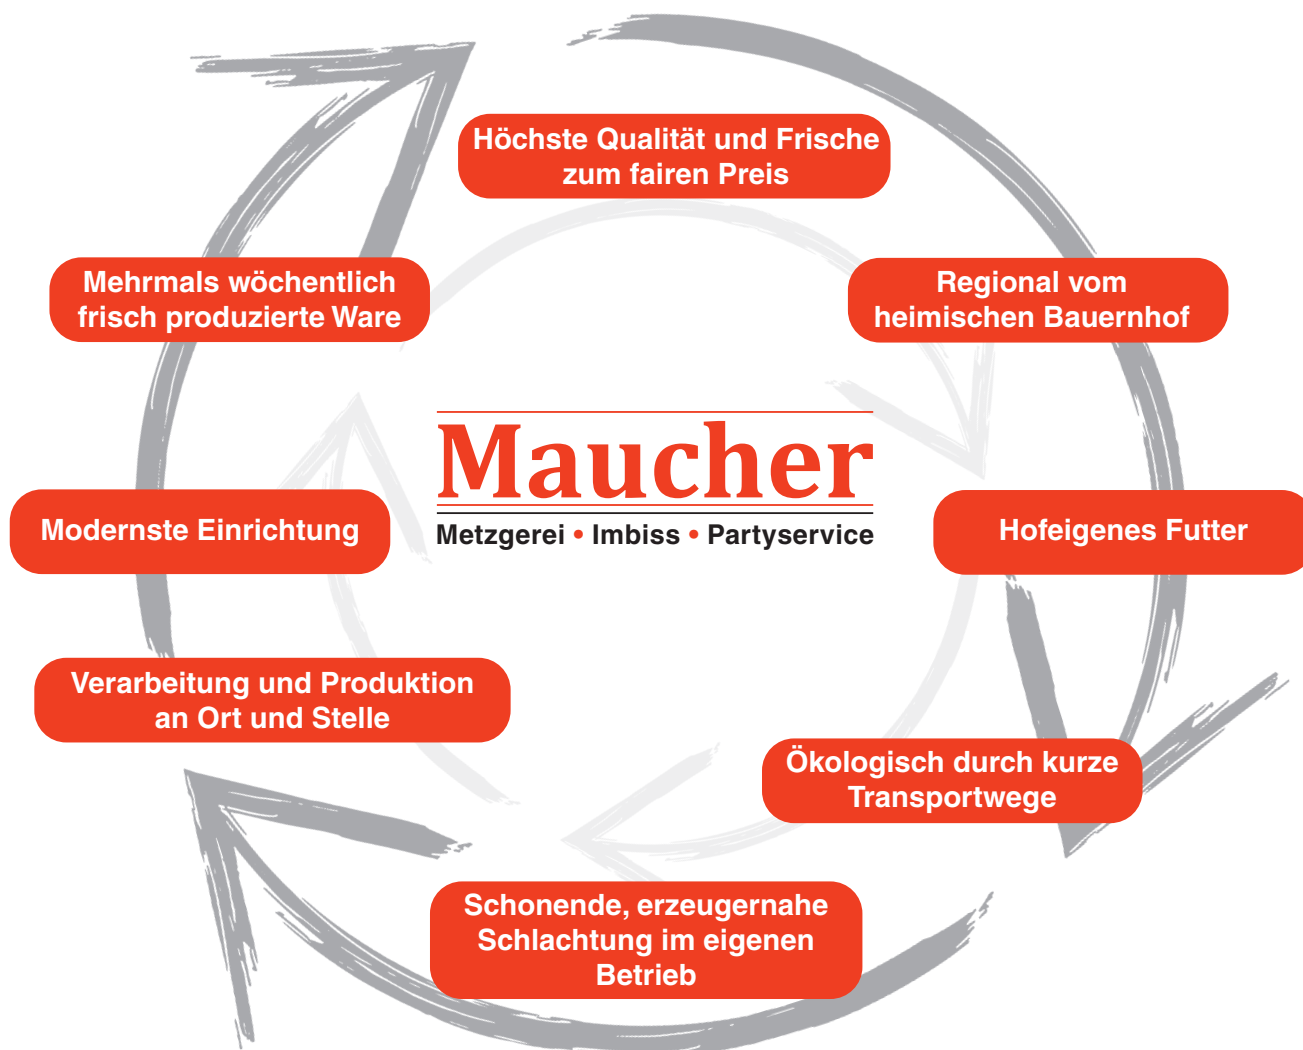 Höchste Qualität und Frische
zum fairen Preis
Mehrmals wöchentlich
frisch produzierte Ware
Regional vom
heimischen Bauernhof
Maucher
Metzgerei • Imbiss • Partyservice
Modernste Einrichtung
Hofeigenes Futter
Verarbeitung und Produktion
an Ort und Stelle
Ökologisch durch kurze
Transportwege
Schonende, erzeugernahe
Schlachtung im eigenen
Betrieb